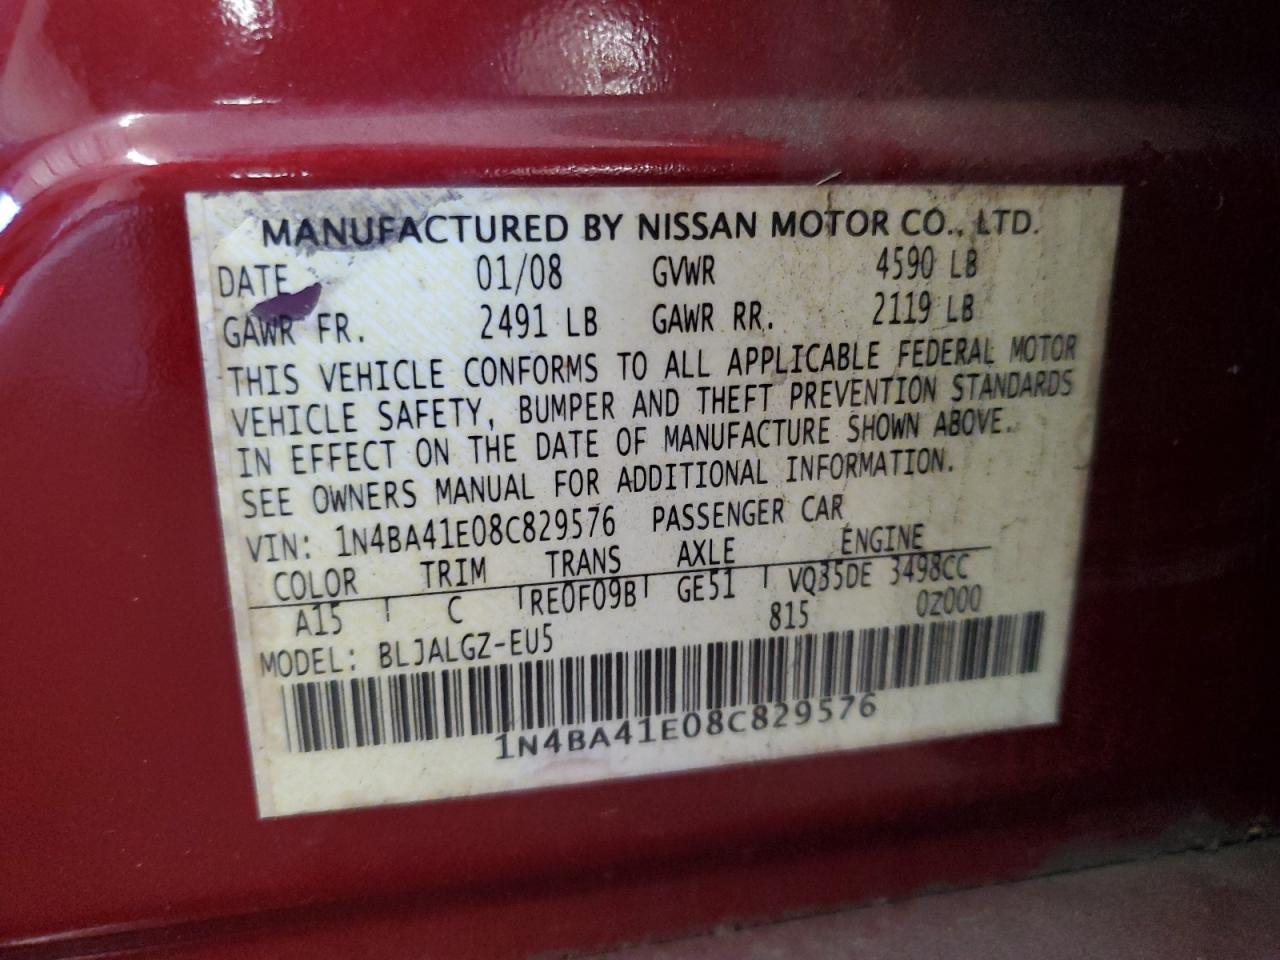 MANUFACTURED BY NISSAN MOTOR CO., LTD.
DATE 01/08 GVWR 4590 LB
GAWR FR. 2491 LB GAWR RR. 2119 LB
THIS VEHICLE CONFORMS TO ALL APPLICABLE FEDERAL MOTOR
VEHICLE SAFETY, BUMPER AND THEFT PREVENTION STANDARDS
IN EFFECT ON THE DATE OF MANUFACTURE SHOWN ABOVE.
SEE OWNERS MANUAL FOR ADDITIONAL INFORMATION.
VIN: 1N4BA41E08C829576 PASSENGER CAR
COLOR TRIM TRANS AXLE ENGINE
A15 C RE0F09B GE51 VQ35DE 3498CC
MODEL: BLJALGZ-EU5 815 0Z000
1N4BA41E08C829576